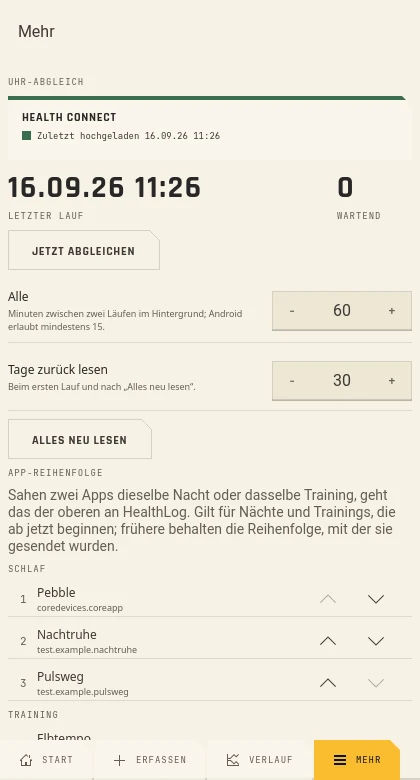 Mehr
UHR-ABGLEICH
HEALTH CONNECT
Zuletzt hochgeladen 16.09.26 11:26
16.09.26 11:26
0
LETZTER LAUF
WARTEND
JETZT ABGLEICHEN
Alle
Minuten zwischen zwei Läufen im Hintergrund; Android
erlaubt mindestens 15.
- 60 +
Tage zurück lesen
Beim ersten Lauf und nach „Alles neu lesen“.
- 30 +
ALLES NEU LESEN
APP-REIHENFOLGE
Sahen zwei Apps dieselbe Nacht oder dasselbe Training, geht
das der oberen an HealthLog. Gilt für Nächte und Trainings, die
ab jetzt beginnen; frühere behalten die Reihenfolge, mit der sie
gesendet wurden.
SCHLAF
1 Pebble
coredevices.coreapp
2 Nachtruhe
test.example.nachtruhe
3 Pulsweg
test.example.pulsweg
TRAINING
Elbtempo
START
ERFASSEN
VERLAUF
MEHR